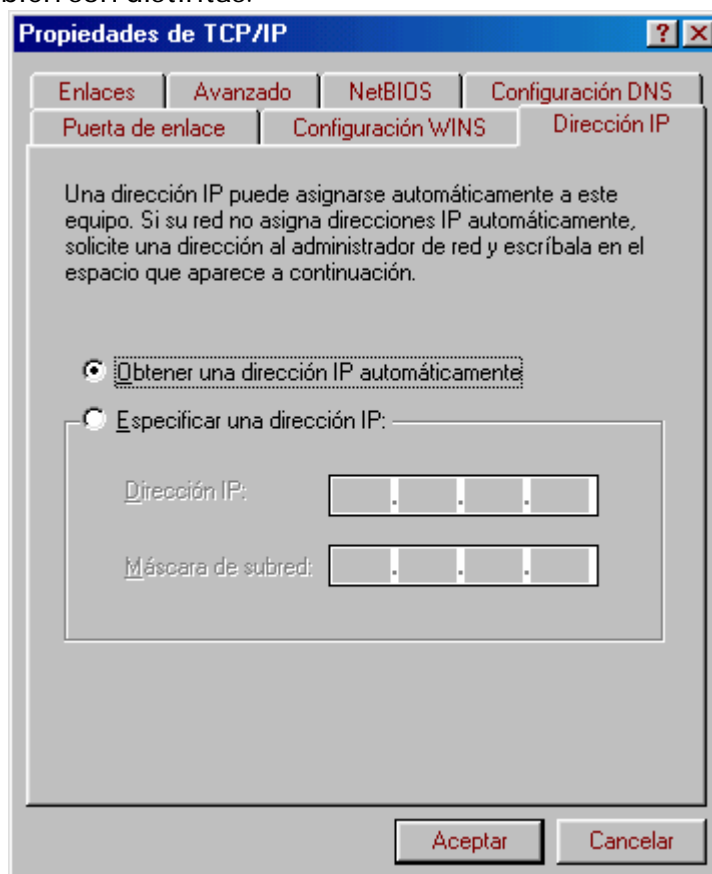 bien son distintas.
Propiedades de TCP/IP
Enlaces Avanzado NetBIOS Configuración DNS
Puerta de enlace Configuración WINS Dirección IP
Una dirección IP puede asignarse automáticamente a este
equipo. Si su red no asigna direcciones IP automáticamente,
solicite una dirección al administrador de red y escríbala en el
espacio que aparece a continuación.
Obtener una dirección IP automáticamente
Especificar una dirección IP:
Dirección IP:
Máscara de subred:
Aceptar Cancelar